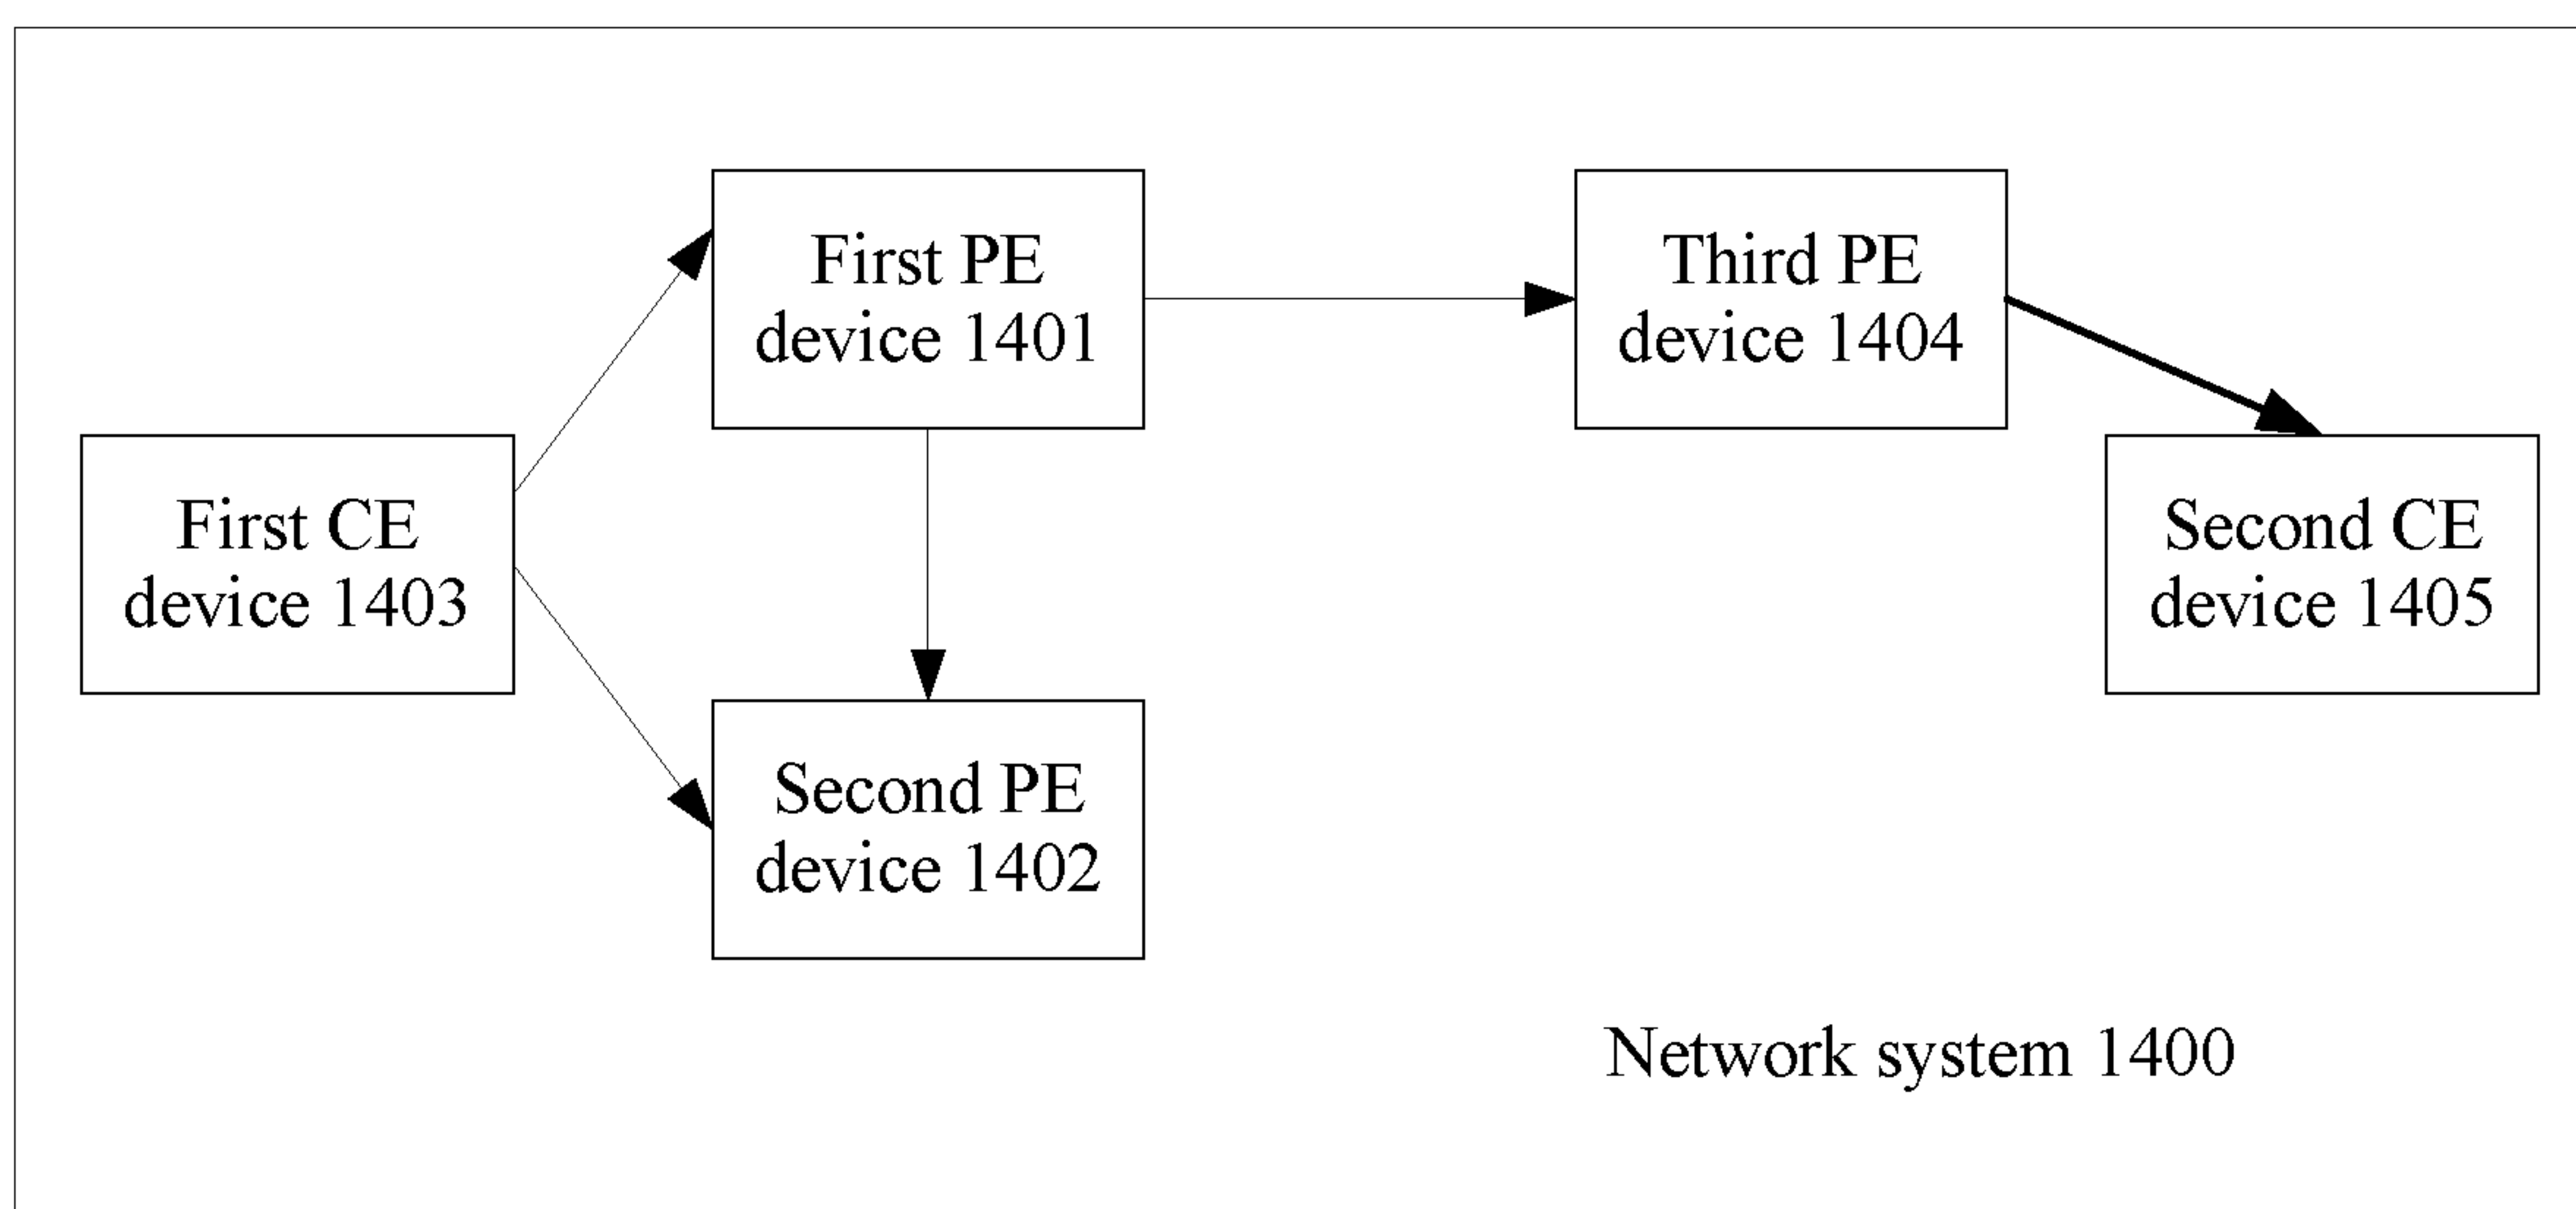 First PE
device 1401
Third PE
device 1404
First CE
device 1403
Second CE
device 1405
Second PE
device 1402
Network system 1400